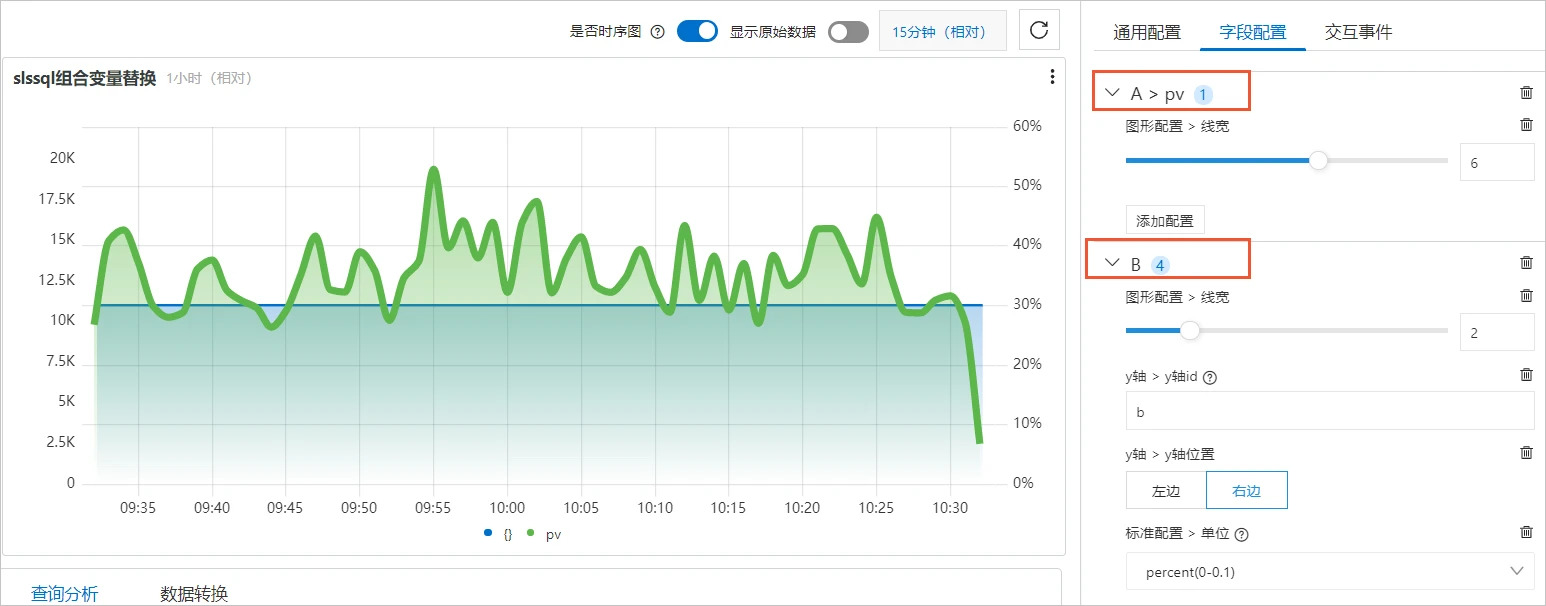 是否时序图 显示原始数据 15分钟（相对）
slssql组合变量替换 1小时（相对）
60%
20K
50%
17.5K
15K
40%
12.5K
30%
10K
7.5K
20%
5K
10%
2.5K
0
0%
09:35 09:40 09:45 09:50 09:55 10:00 10:05 10:10 10:15 10:20 10:25 10:30
{} pv
查询分析 数据转换
通用配置 字段配置 交互事件
A > pv 1
图形配置 > 线宽
6
添加配置
B 4
图形配置 > 线宽
2
y轴 > y轴id
b
y轴 > y轴位置
左边 右边
标准配置 > 单位
percent(0-0.1)